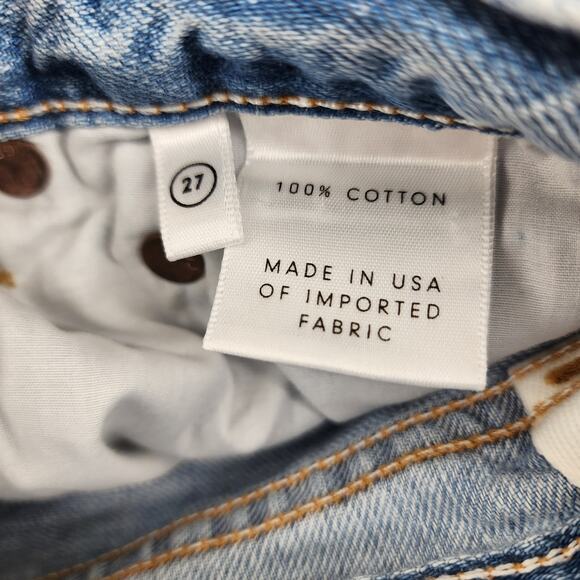 27
100% COTTON
MADE IN USA
OF IMPORTED
FABRIC